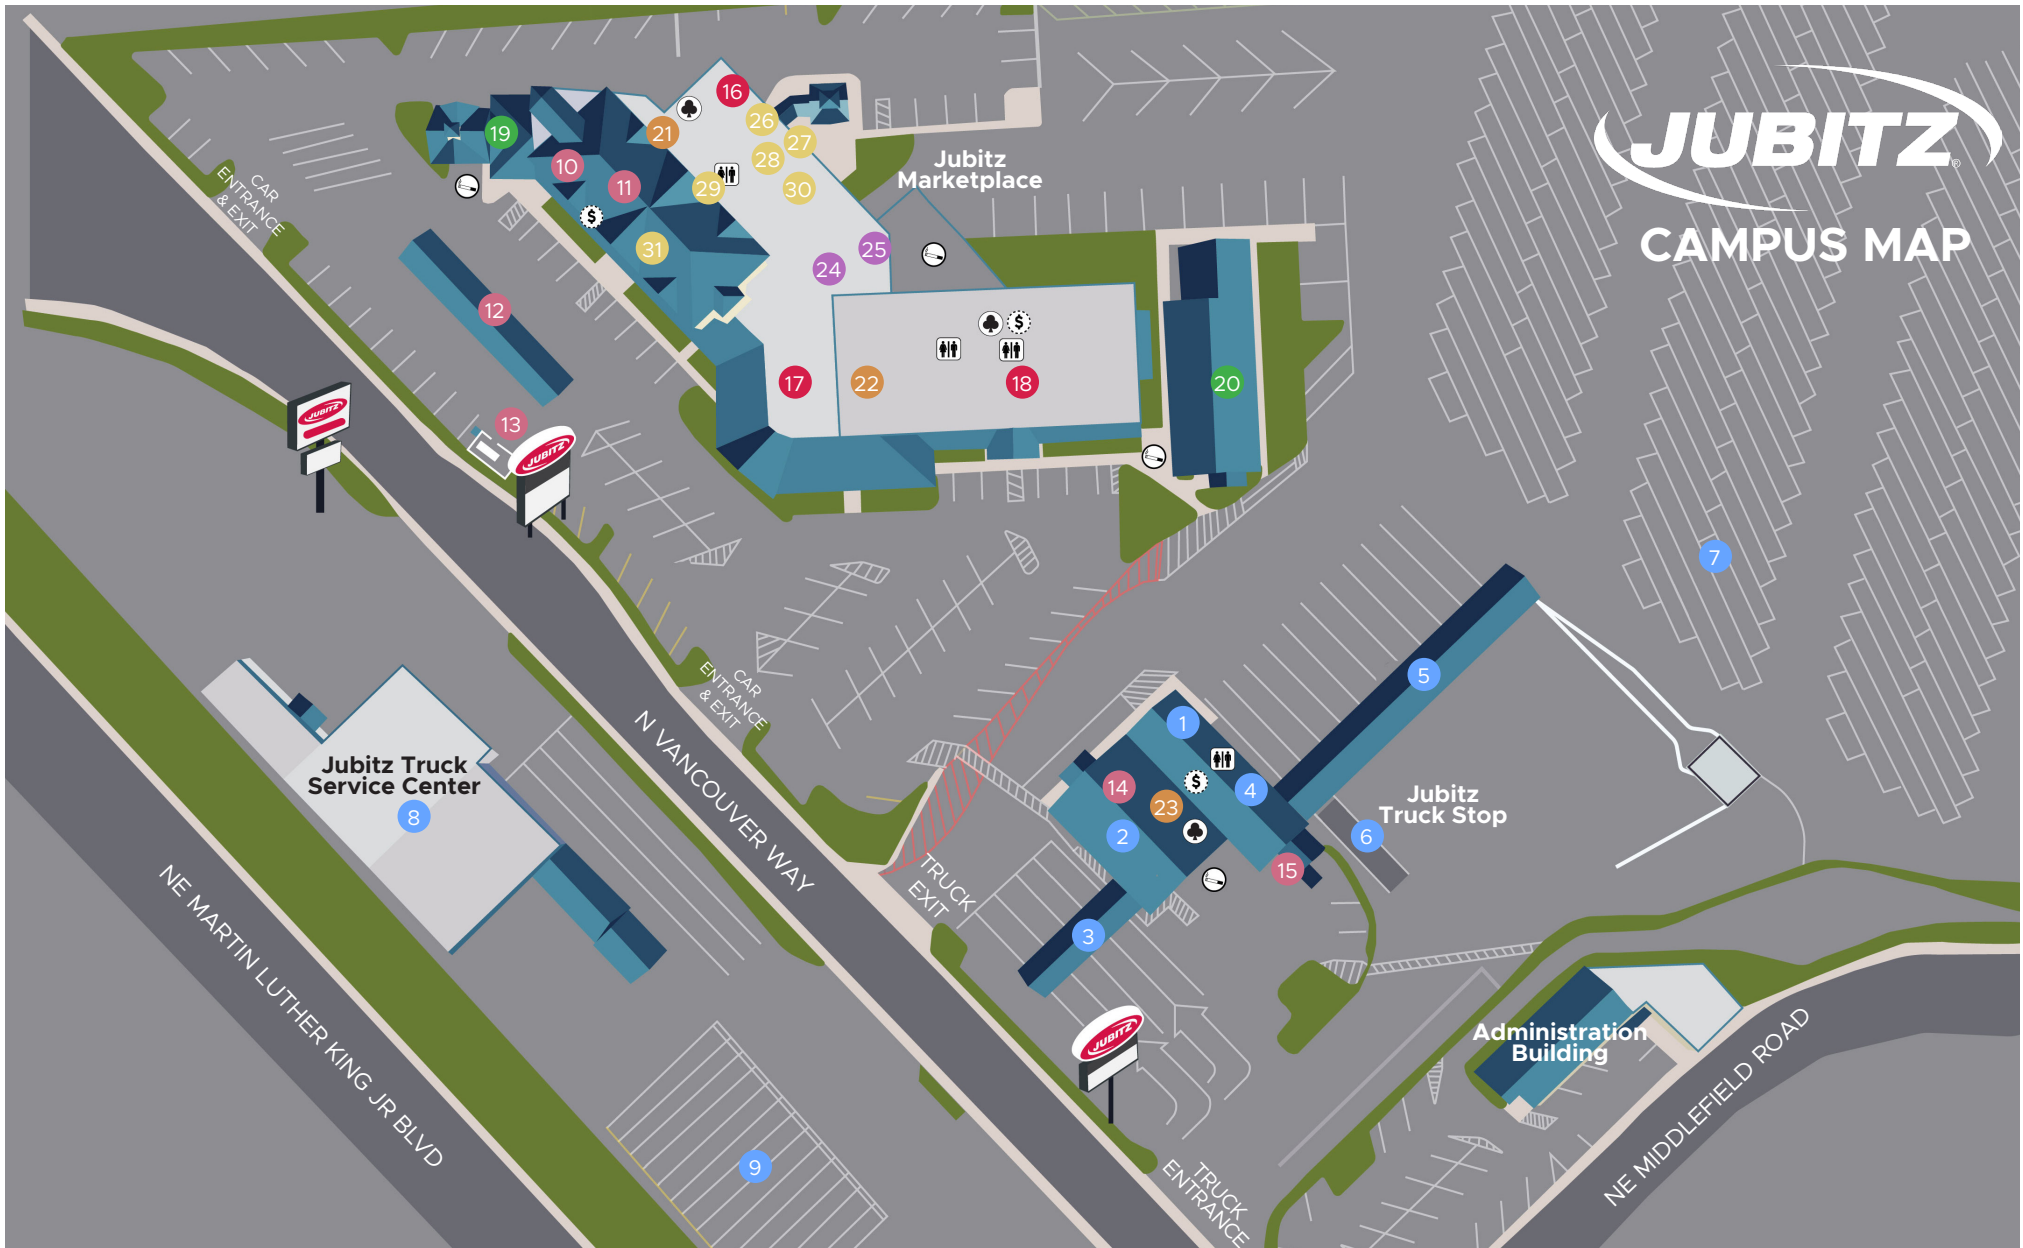 JUBITZ®
CAMPUS MAP
16
26
19
21
27
28
10
11
29
30
Jubitz
Marketplace
CAR
ENTRANCE
& EXIT
$
31
25
24
12
$
17
22
18
20
13
JUBITZ
JUBITZ
7
CAR
ENTRANCE
& EXIT
5
N VANCOUVER WAY
1
Jubitz Truck
Service Center
8
$
14
4
23
2
Jubitz
Truck Stop
6
15
TRUCK
EXIT
3
NE MARTIN LUTHER KING JR BLVD
JUBITZ
Administration
Building
NE MIDDLEFIELD ROAD
9
TRUCK
ENTRANCE